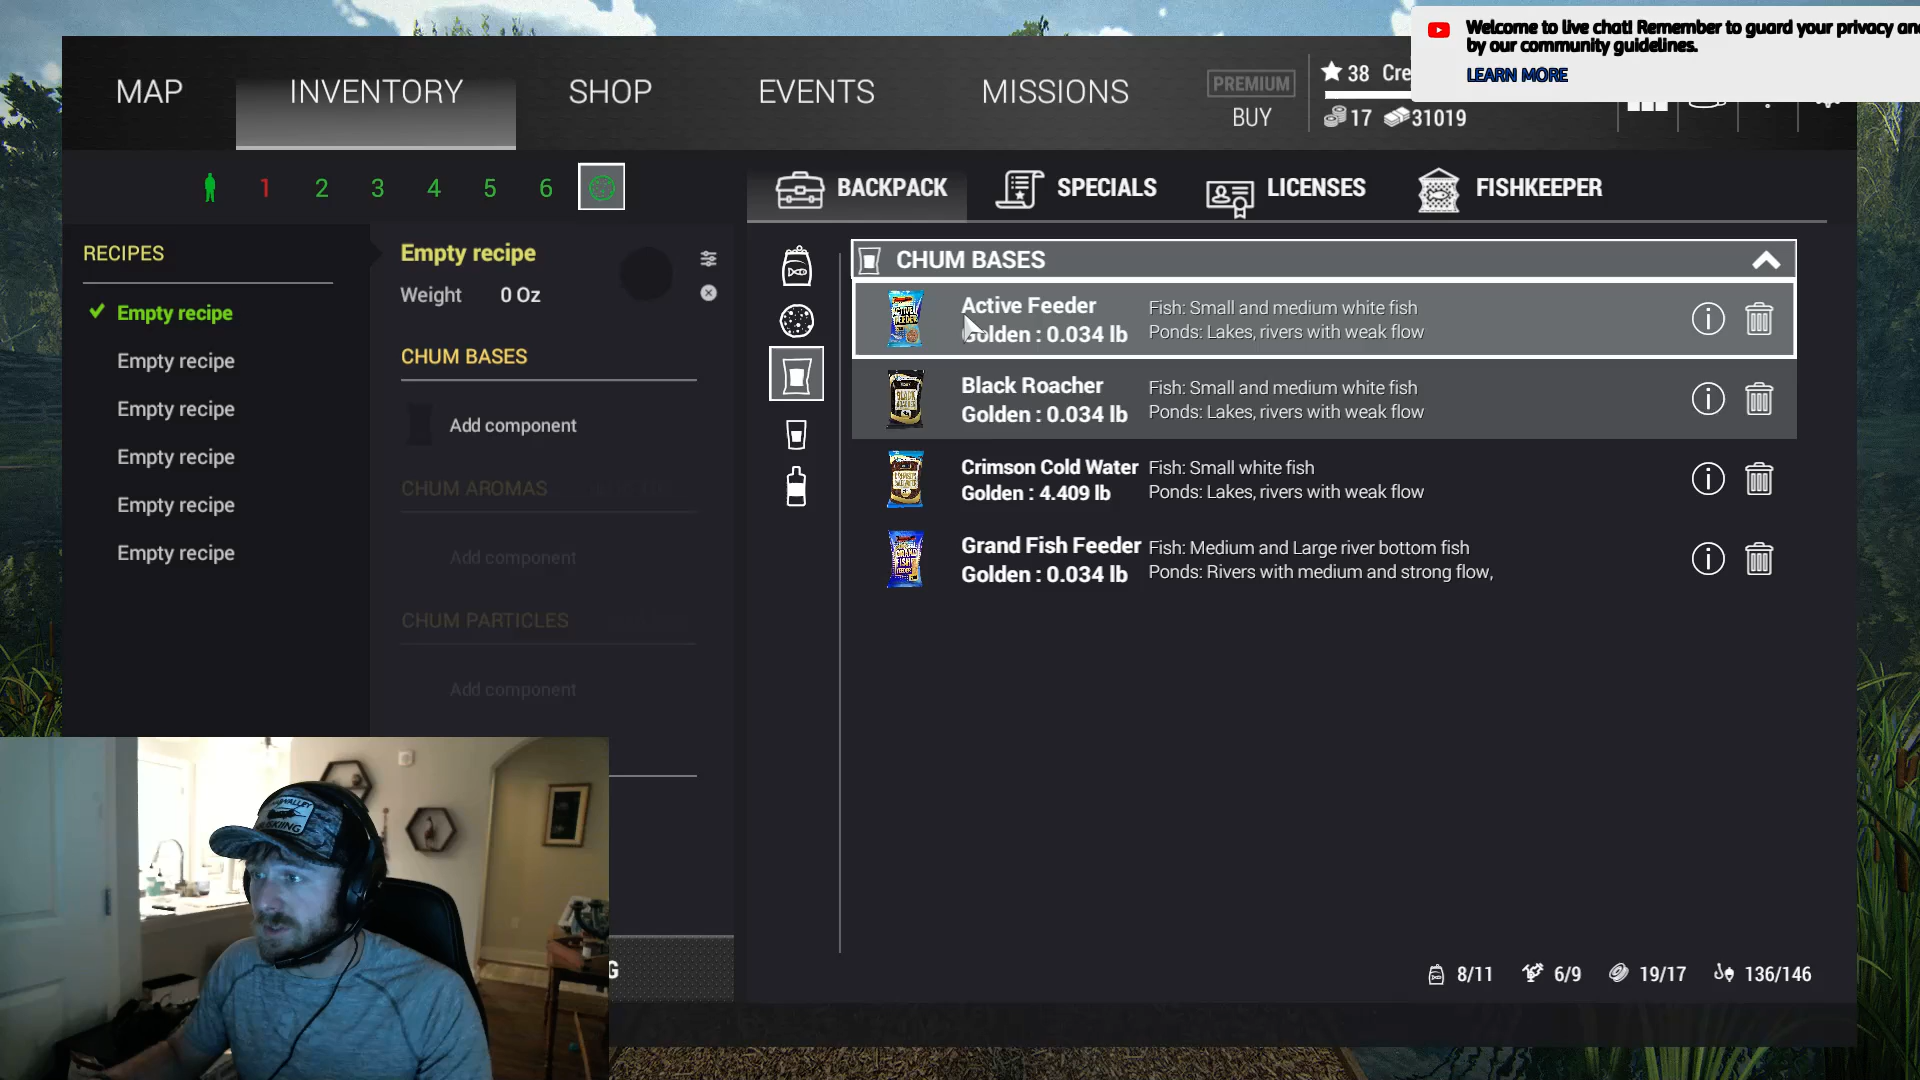 Welcome to live chat! Remember to guard your privacy and
by our community guidelines.
LEARN MORE
MAP
INVENTORY
SHOP
EVENTS
MISSIONS
PREMIUM
BUY
38 Cre
17 31019
1 2 3 4 5 6
BACKPACK
SPECIALS
LICENSES
FISHKEEPER
RECIPES
Empty recipe
Empty recipe
Empty recipe
Empty recipe
Empty recipe
Empty recipe
Empty recipe
Weight 0 Oz
CHUM BASES
Add component
CHUM AROMAS
Add component
CHUM PARTICLES
Add component
G
CHUM BASES
Active Feeder
Golden : 0.034 lb
Fish: Small and medium white fish
Ponds: Lakes, rivers with weak flow
Black Roacher
Golden : 0.034 lb
Fish: Small and medium white fish
Ponds: Lakes, rivers with weak flow
Crimson Cold Water
Golden : 4.409 lb
Fish: Small white fish
Ponds: Lakes, rivers with weak flow
Grand Fish Feeder
Golden : 0.034 lb
Fish: Medium and Large river bottom fish
Ponds: Rivers with medium and strong flow,
8/11 6/9 19/17 136/146